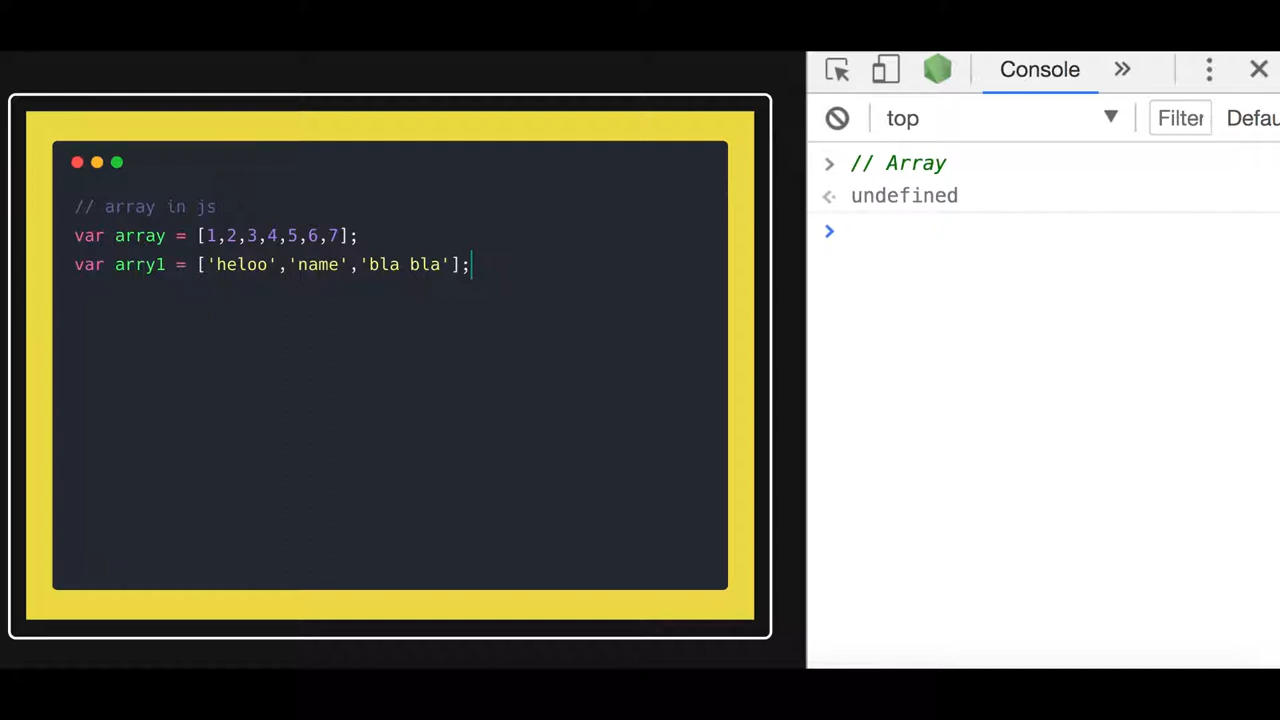 // array in js
var array = [1,2,3,4,5,6,7];
var arry1 = ['heloo','name','bla bla'];
Console
top
Filter
Defau
// Array
undefined